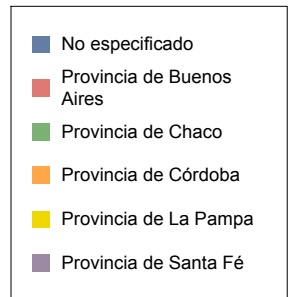 No especificado
Provincia de Buenos
Aires
Provincia de Chaco
Provincia de Córdoba
Provincia de La Pampa
Provincia de Santa Fé